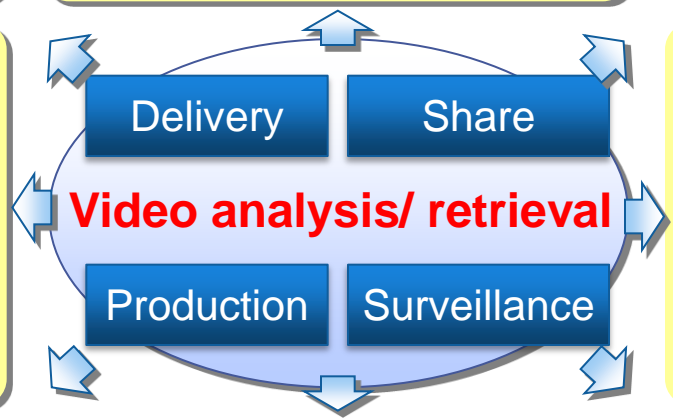 Delivery Share
Video analysis/ retrieval
Production Surveillance